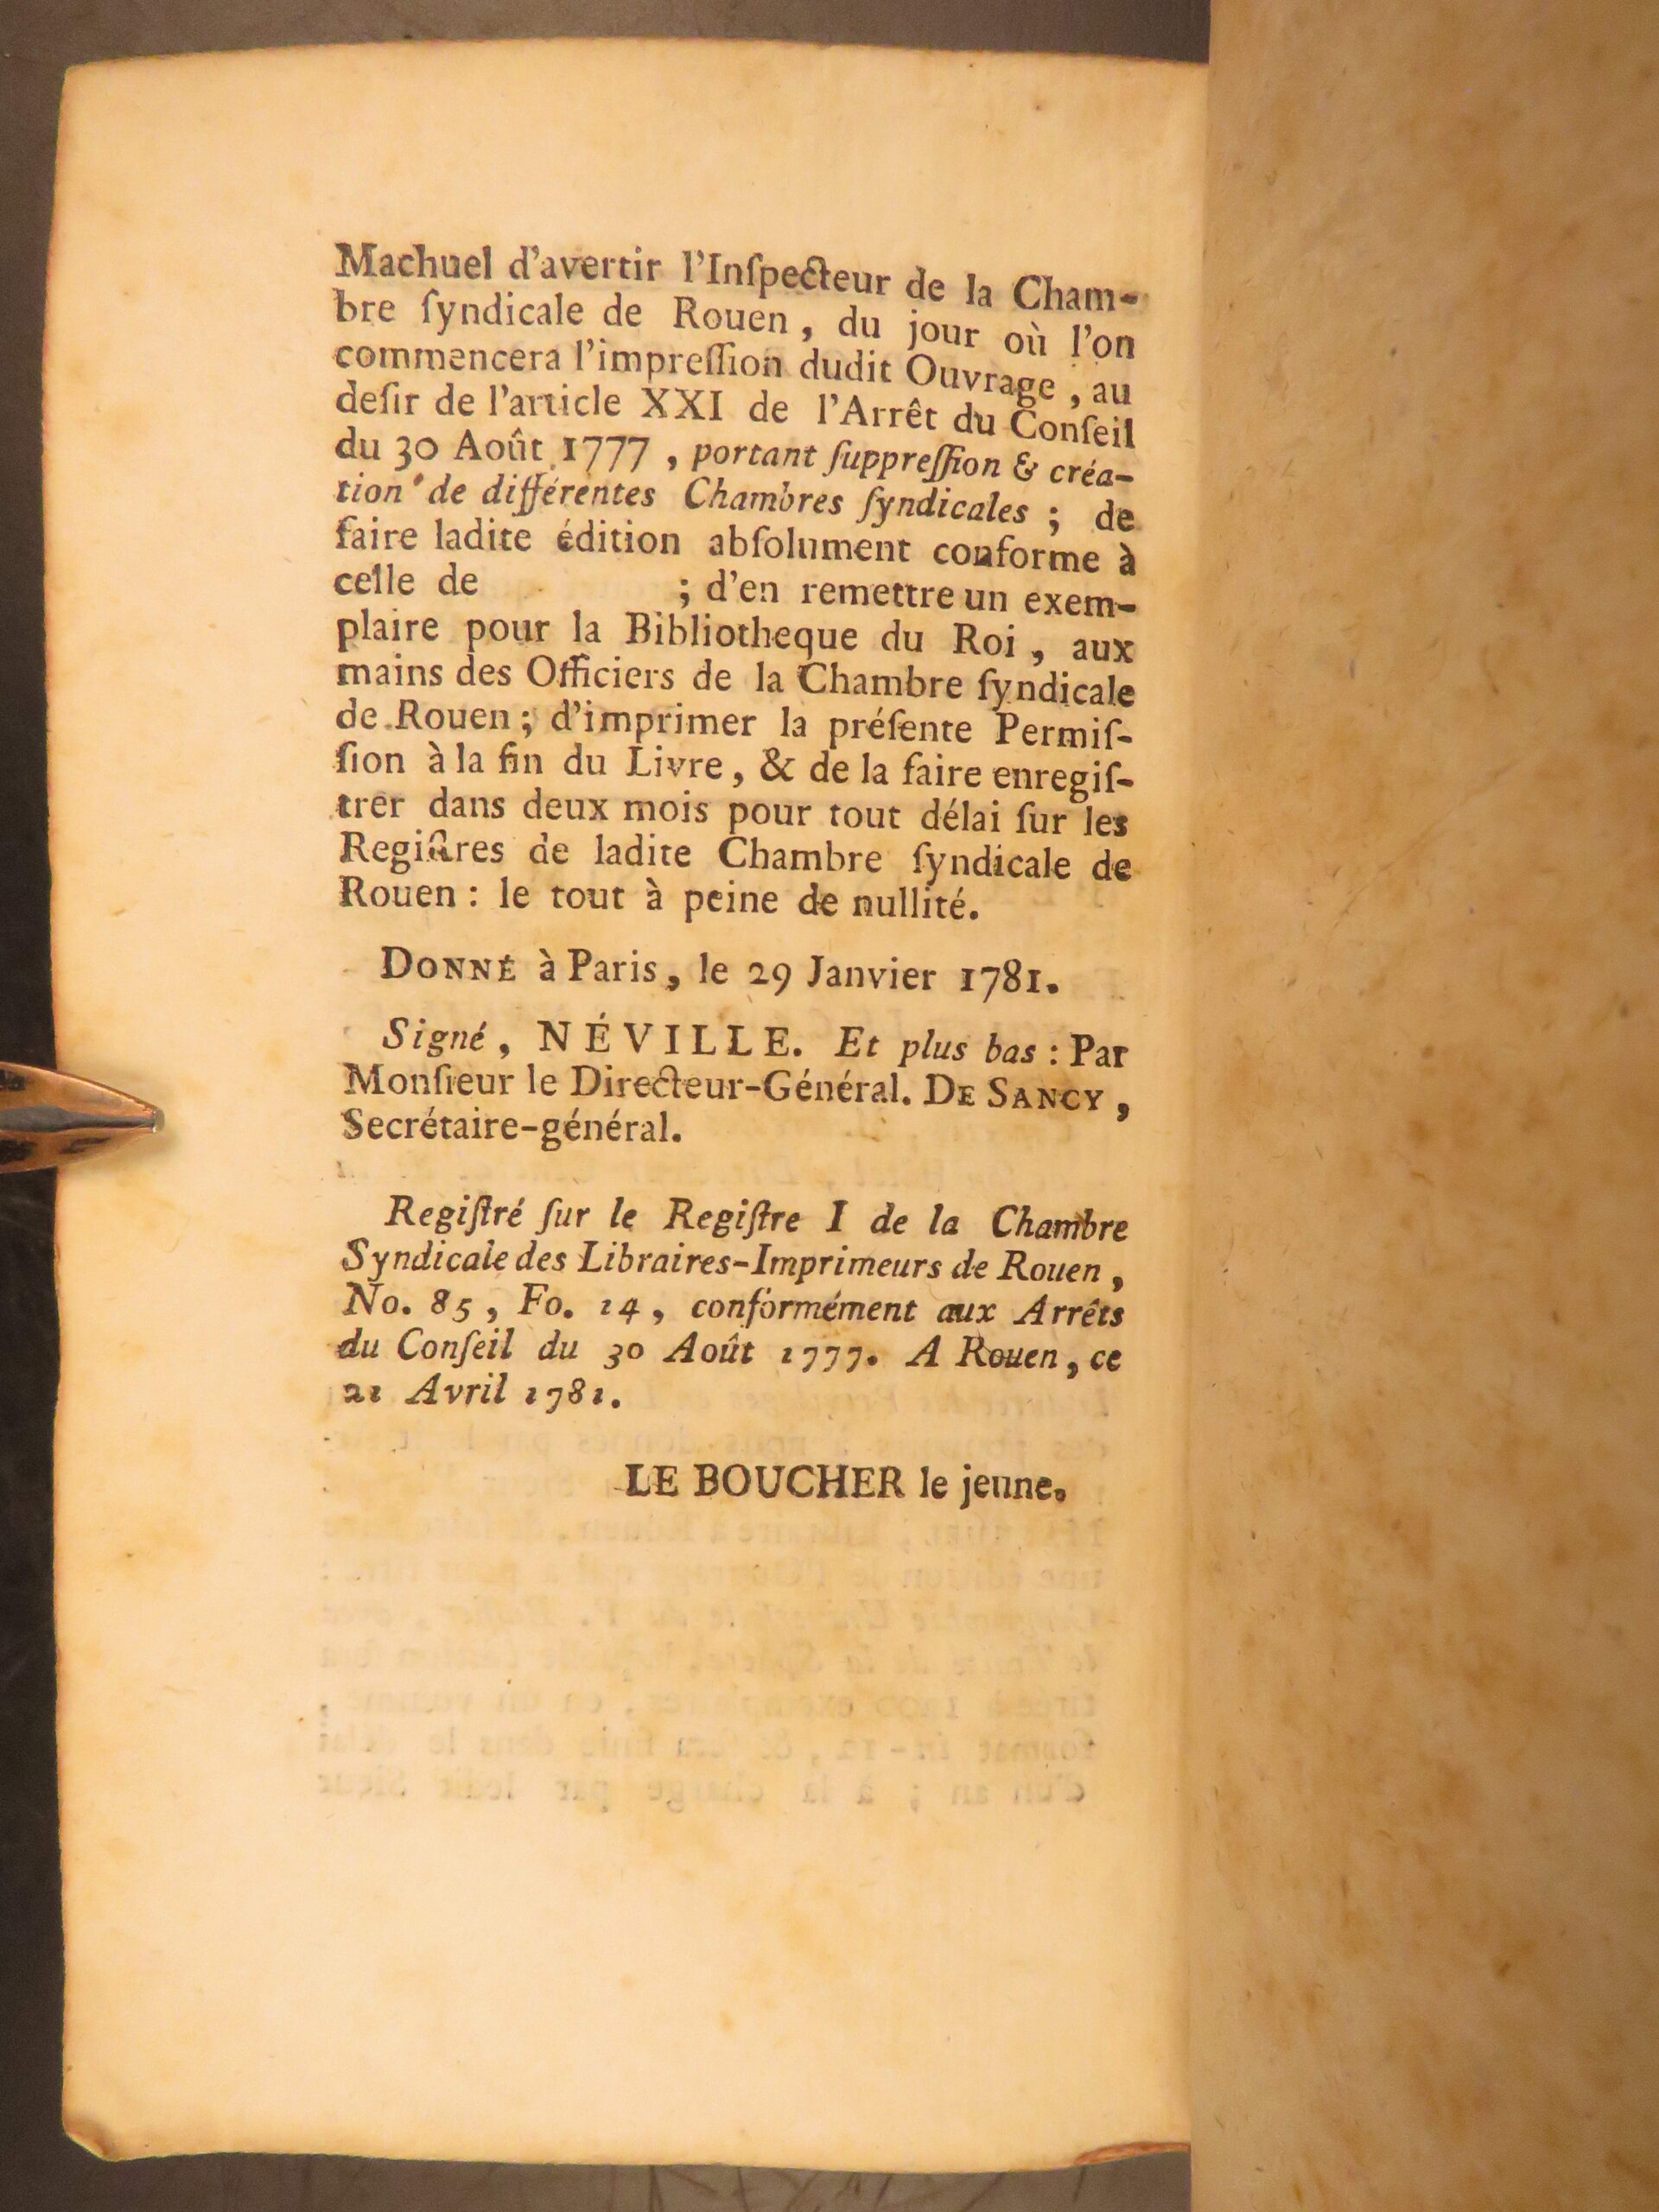 Machuel d'avertir l'Inſpecteur de la Cham-
bre ſyndicale de Rouen, du jour où l'on
commencera l'impreſſion dudit Ouvrage, au
deſir de l'article XXI de l'Arrêt du Conſeil
du 30 Août 1777, portant ſuppreſſion & créa-
tion de différentes Chambres ſyndicales; de
faire ladite édition abſolument conforme à
celle de ; d'en remettre un exem-
plaire pour la Bibliotheque du Roi, aux
mains des Officiers de la Chambre ſyndicale
de Rouen; d'imprimer la préſente Permiſ-
ſion à la fin du Livre, & de la faire enregiſ-
trer dans deux mois pour tout délai ſur les
Regiſtres de ladite Chambre ſyndicale de
Rouen: le tout à peine de nullité.
DONNÉ à Paris, le 29 Janvier 1781.
Signé, NÉVILLE. Et plus bas: Par
Monſieur le Directeur-Général. DE SANCY,
Secrétaire-général.
Regiſtré ſur le Regiſtre I de la Chambre
Syndicale des Libraires-Imprimeurs de Rouen,
No. 85, Fo. 14, conformément aux Arrêts
du Conſeil du 30 Août 1777. A Rouen, ce
21 Avril 1781.
LE BOUCHER le jeune.